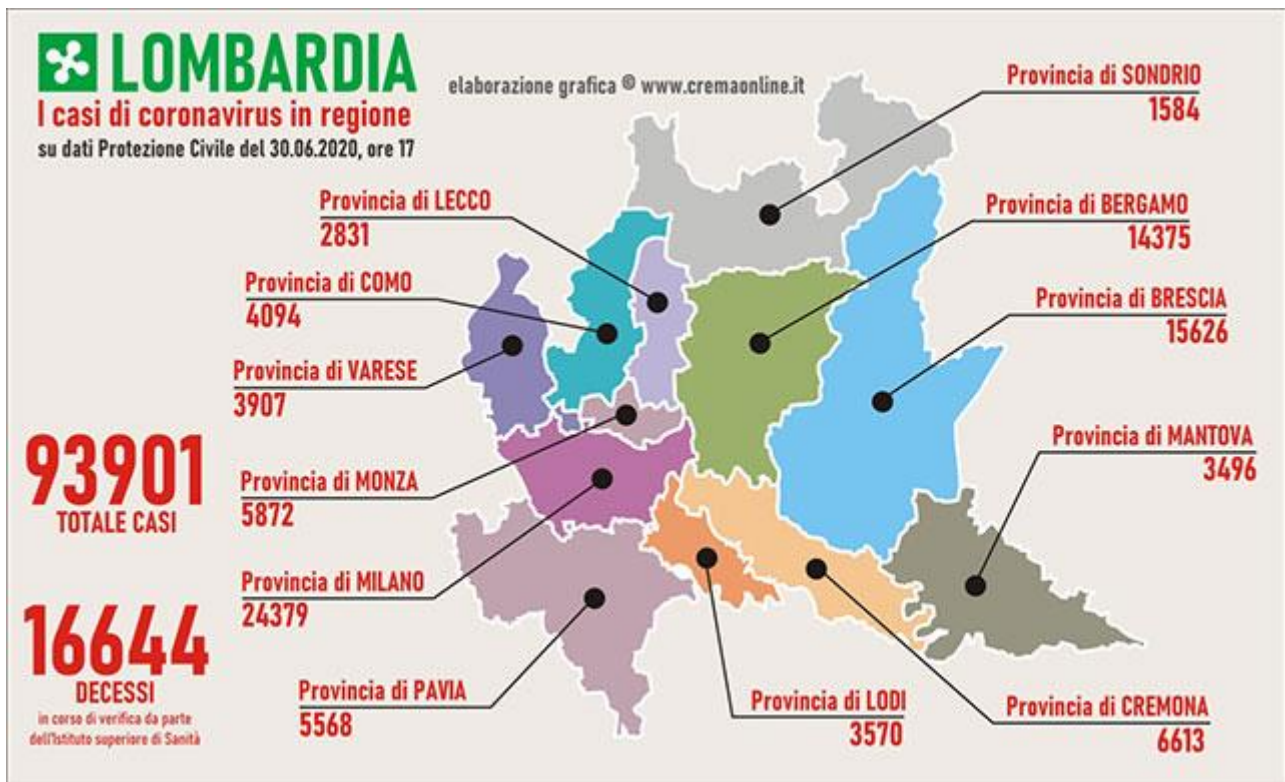 LOMBARDIA
I casi di coronavirus in regione
su dati Protezione Civile del 30.06.2020, ore 17
elaborazione grafica © www.cremaonline.it
Provincia di SONDRIO
1584
Provincia di LECCO
2831
Provincia di BERGAMO
14375
Provincia di COMO
4094
Provincia di BRESCIA
15626
Provincia di VARESE
3907
Provincia di MANTOVA
3496
93901
TOTALE CASI
Provincia di MONZA
5872
Provincia di MILANO
24379
16644
DECESSI
in corso di verifica da parte
dell'Istituto superiore di Sanità
Provincia di PAVIA
5568
Provincia di LODI
3570
Provincia di CREMONA
6613